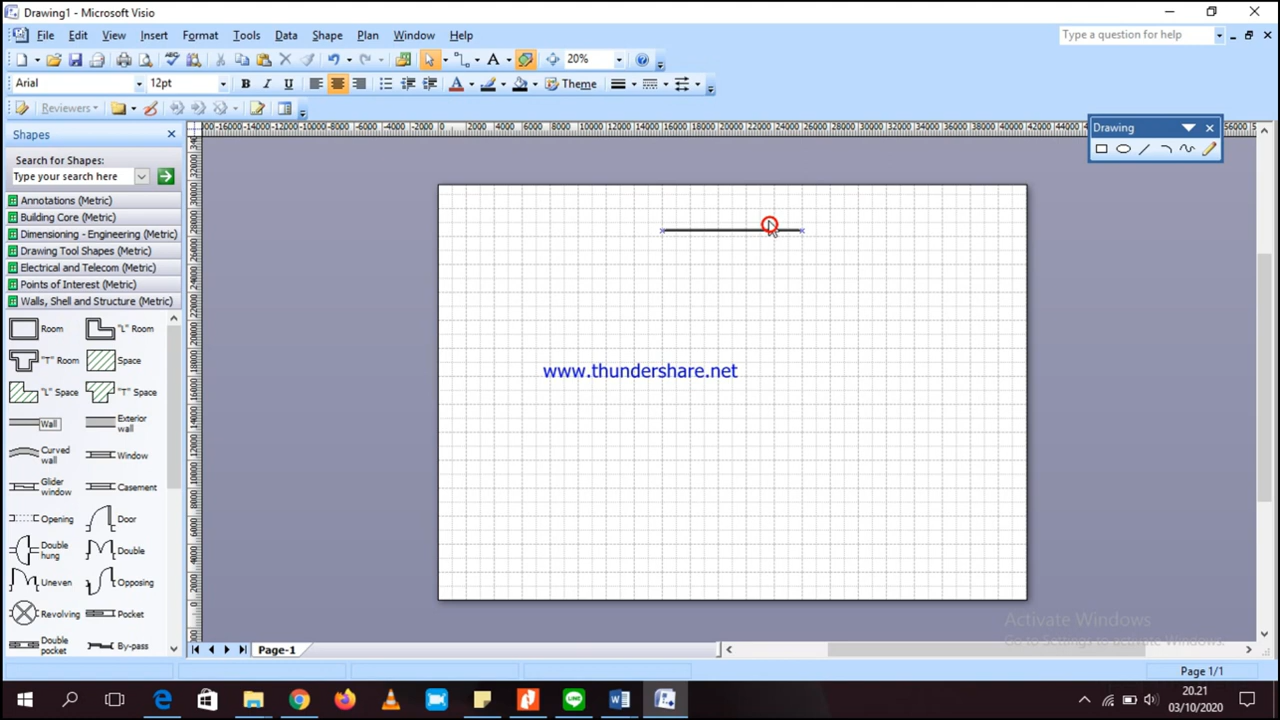 Drawing1 - Microsoft Visio
File Edit View Insert Format Tools Data Shape Plan Window Help
Type a question for help
20%
Arial 12pt B I U Theme
Reviewers
Shapes
Search for Shapes:
Type your search here
Annotations (Metric)
Building Core (Metric)
Dimensioning - Engineering (Metric)
Drawing Tool Shapes (Metric)
Electrical and Telecom (Metric)
Points of Interest (Metric)
Walls, Shell and Structure (Metric)
Room "L" Room
"T" Room Space
"L" Space "T" Space
Wall Exterior wall
Curved wall Window
Glider window Casement
Opening Door
Double hung Double
Uneven Opposing
Revolving Pocket
Double pocket By-pass
Drawing
www.thundershare.net
Activate Windows
Go to Settings to activate Windows.
Page-1
Page 1/1
20.21
03/10/2020